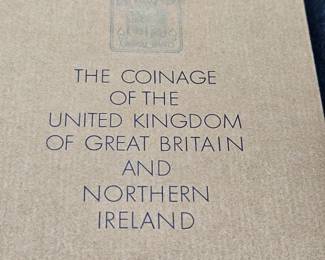 THE COINAGE
OF THE
UNITED KINGDOM
OF GREAT BRITAIN
AND
NORTHERN
IRELAND